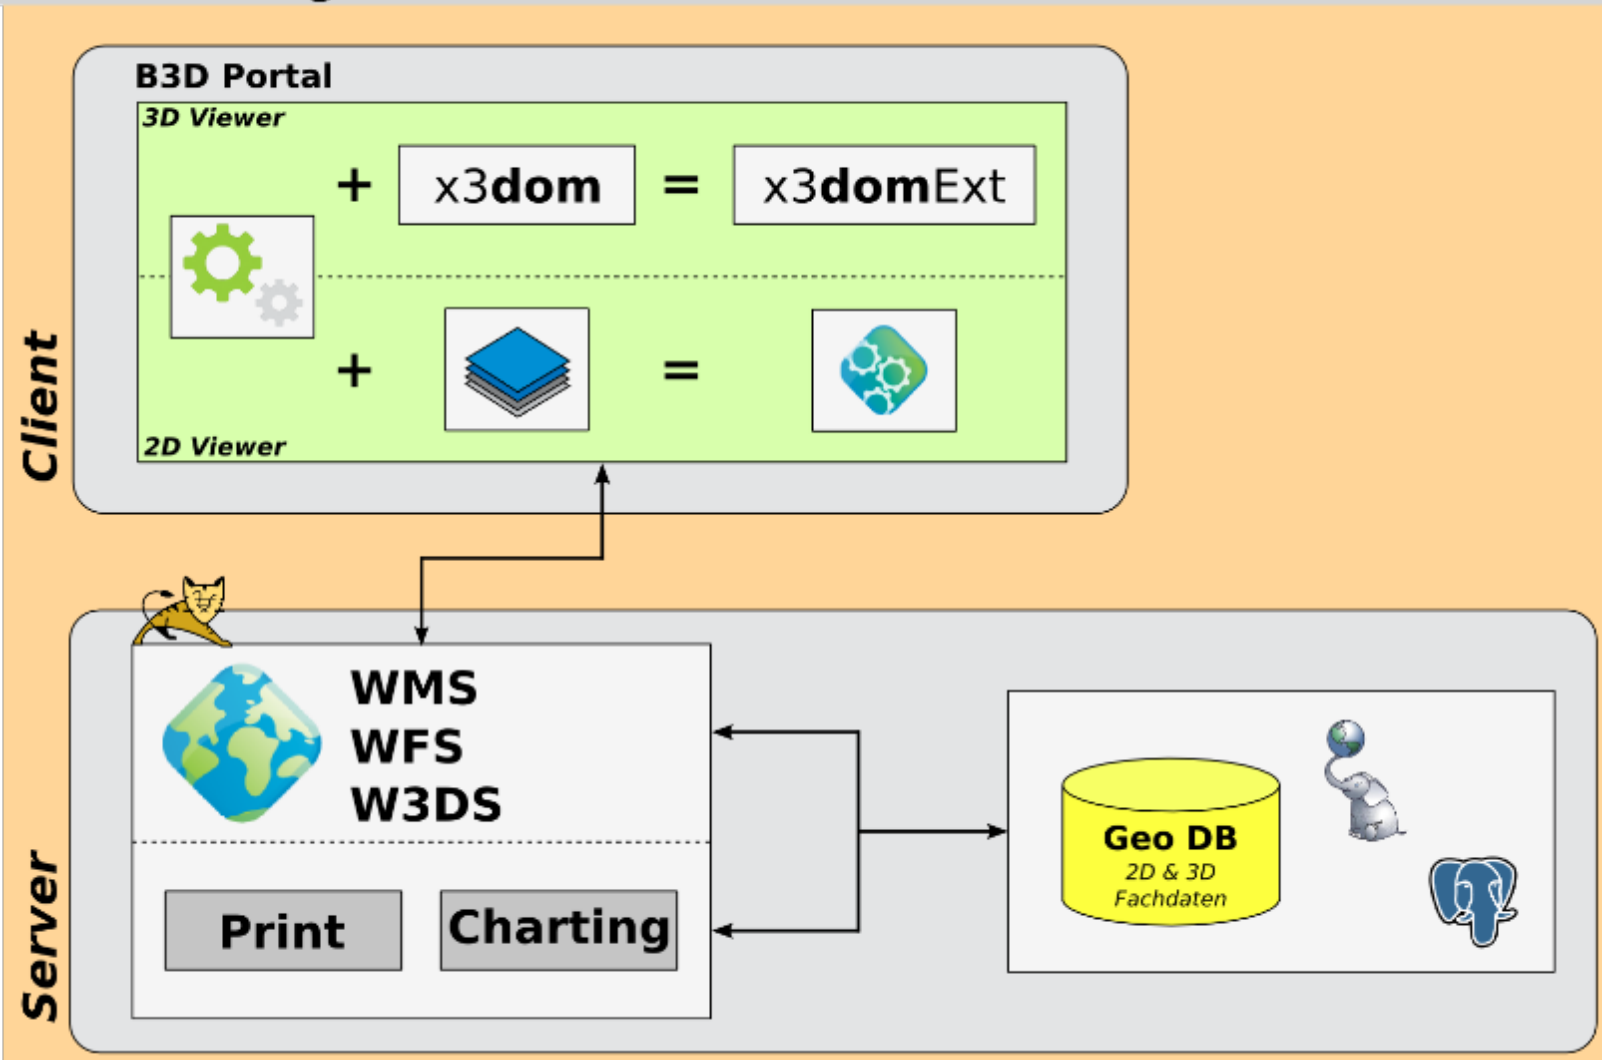 B3D Portal
3D Viewer
+ x3dom = x3domExt
+ =
2D Viewer
Client
WMS
WFS
W3DS
Print
Charting
Geo DB
2D & 3D
Fachdaten
Server